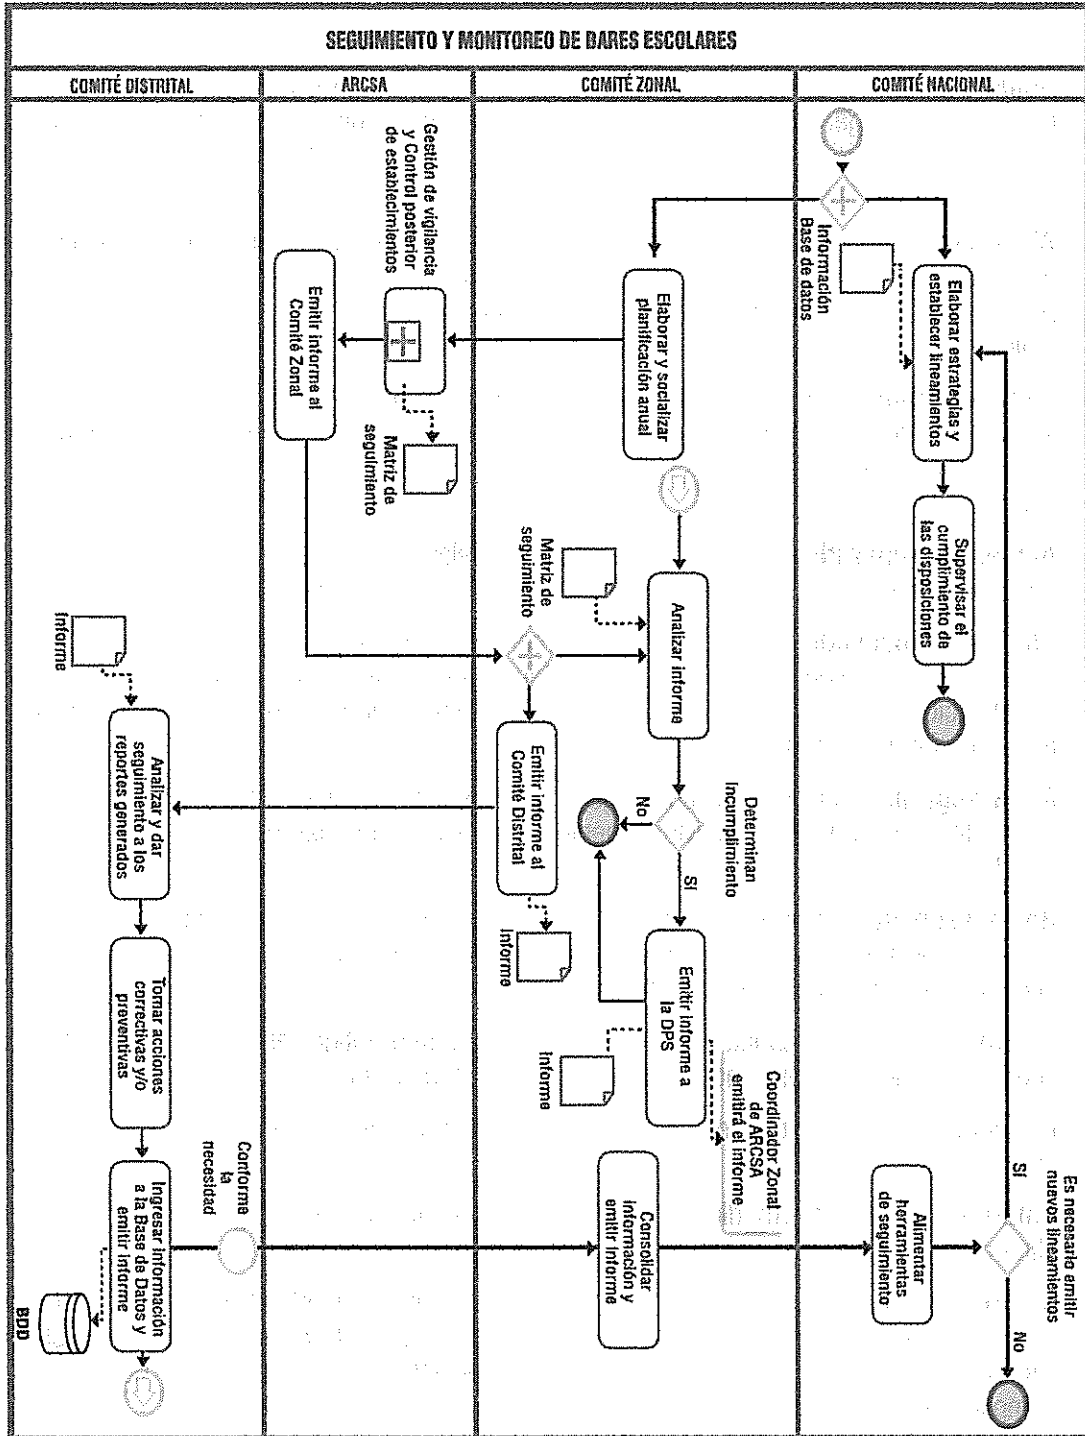 SEGUIMIENTO Y MONITOREO DE BARES ESCOLARES
COMITÉ NACIONAL
Información
Base de datos
Elaborar estrategias y
establecer lineamientos
Supervisar el
cumplimiento de
las disposiciones
Es necesario emitir
nuevos lineamientos
SÍ
No
Alimentar
herramientas
de seguimiento
COMITÉ ZONAL
Elaborar y socializar
planificación anual
Matriz de
seguimiento
Analizar informe
Determinan
Incumplimiento
No
SÍ
Emitir informe a
la DPS
Informe
Coordinador Zonal
de ARCSA
emitirá el informe
Emitir informe al
Comité Distrital
Informe
Consolidar
información y
emitir informe
ARCSA
Gestión de vigilancia
y Control posterior
de establecimientos
Matriz de
seguimiento
Emitir informe al
Comité Zonal
COMITÉ DISTRITAL
Informe
Analizar y dar
seguimiento a los
reportes generados
Tomar acciones
correctivas y/o
preventivas
Ingresar información
a la Base de Datos y
emitir informe
Conforme
la
necesidad
BDD